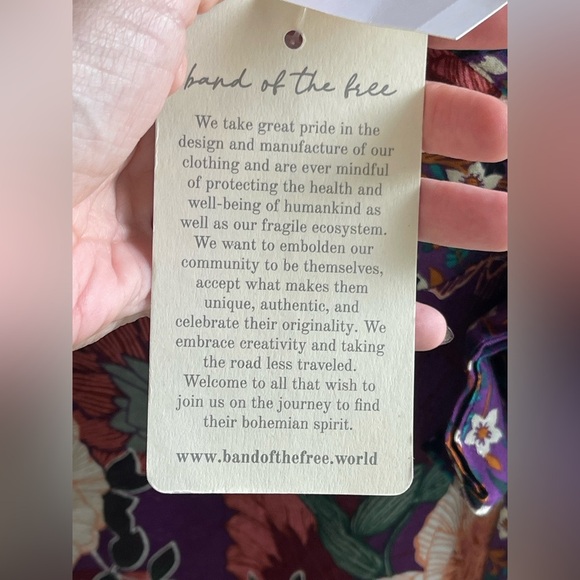 band of the free
We take great pride in the
design and manufacture of our
clothing and are ever mindful
of protecting the health and
well-being of humankind as
well as our fragile ecosystem.
We want to embolden our
community to be themselves,
accept what makes them
unique, authentic, and
celebrate their originality. We
embrace creativity and taking
the road less traveled.
Welcome to all that wish to
join us on the journey to find
their bohemian spirit.
www.bandofthefree.world